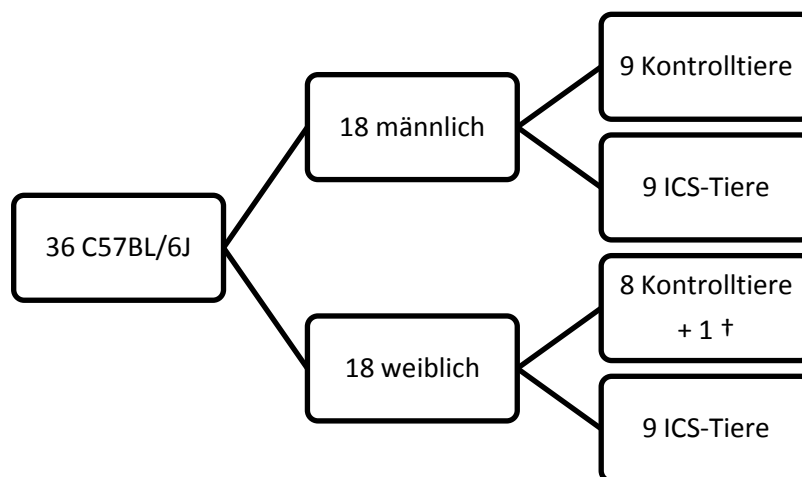 36 C57BL/6J
18 männlich
9 Kontrolltiere
9 ICS-Tiere
18 weiblich
8 Kontrolltiere
+ 1 †
9 ICS-Tiere